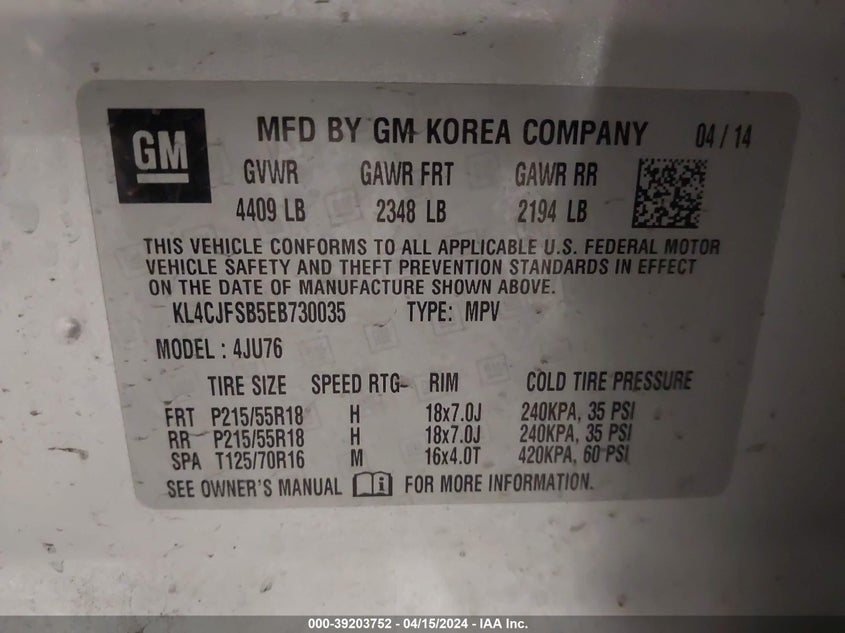 GM MFD BY GM KOREA COMPANY 04 / 14
GVWR GAWR FRT GAWR RR
4409 LB 2348 LB 2194 LB
THIS VEHICLE CONFORMS TO ALL APPLICABLE U.S. FEDERAL MOTOR
VEHICLE SAFETY AND THEFT PREVENTION STANDARDS IN EFFECT
ON THE DATE OF MANUFACTURE SHOWN ABOVE.
KL4CJFSB5EB730035 TYPE: MPV
MODEL : 4JU76
TIRE SIZE SPEED RTG RIM COLD TIRE PRESSURE
FRT P215/55R18 H 18x7.0J 240KPA, 35 PSI
RR P215/55R18 H 18x7.0J 240KPA, 35 PSI
SPA T125/70R16 M 16x4.0T 420KPA, 60 PSI
SEE OWNER'S MANUAL FOR MORE INFORMATION.
000-39203752 - 04/15/2024 - IAA Inc.